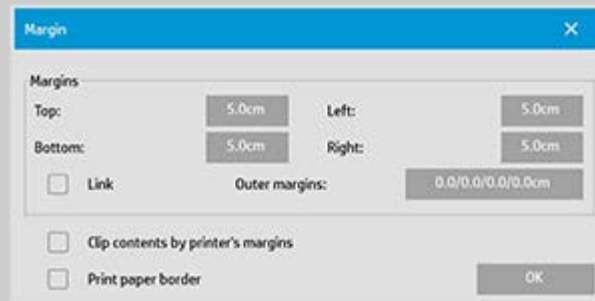 Margin
Margins
Top: 5.0cm Left: 5.0cm
Bottom: 5.0cm Right: 5.0cm
Link Outer margins: 0.0/0.0/0.0/0.0cm
Clip contents by printer's margins
Print paper border OK